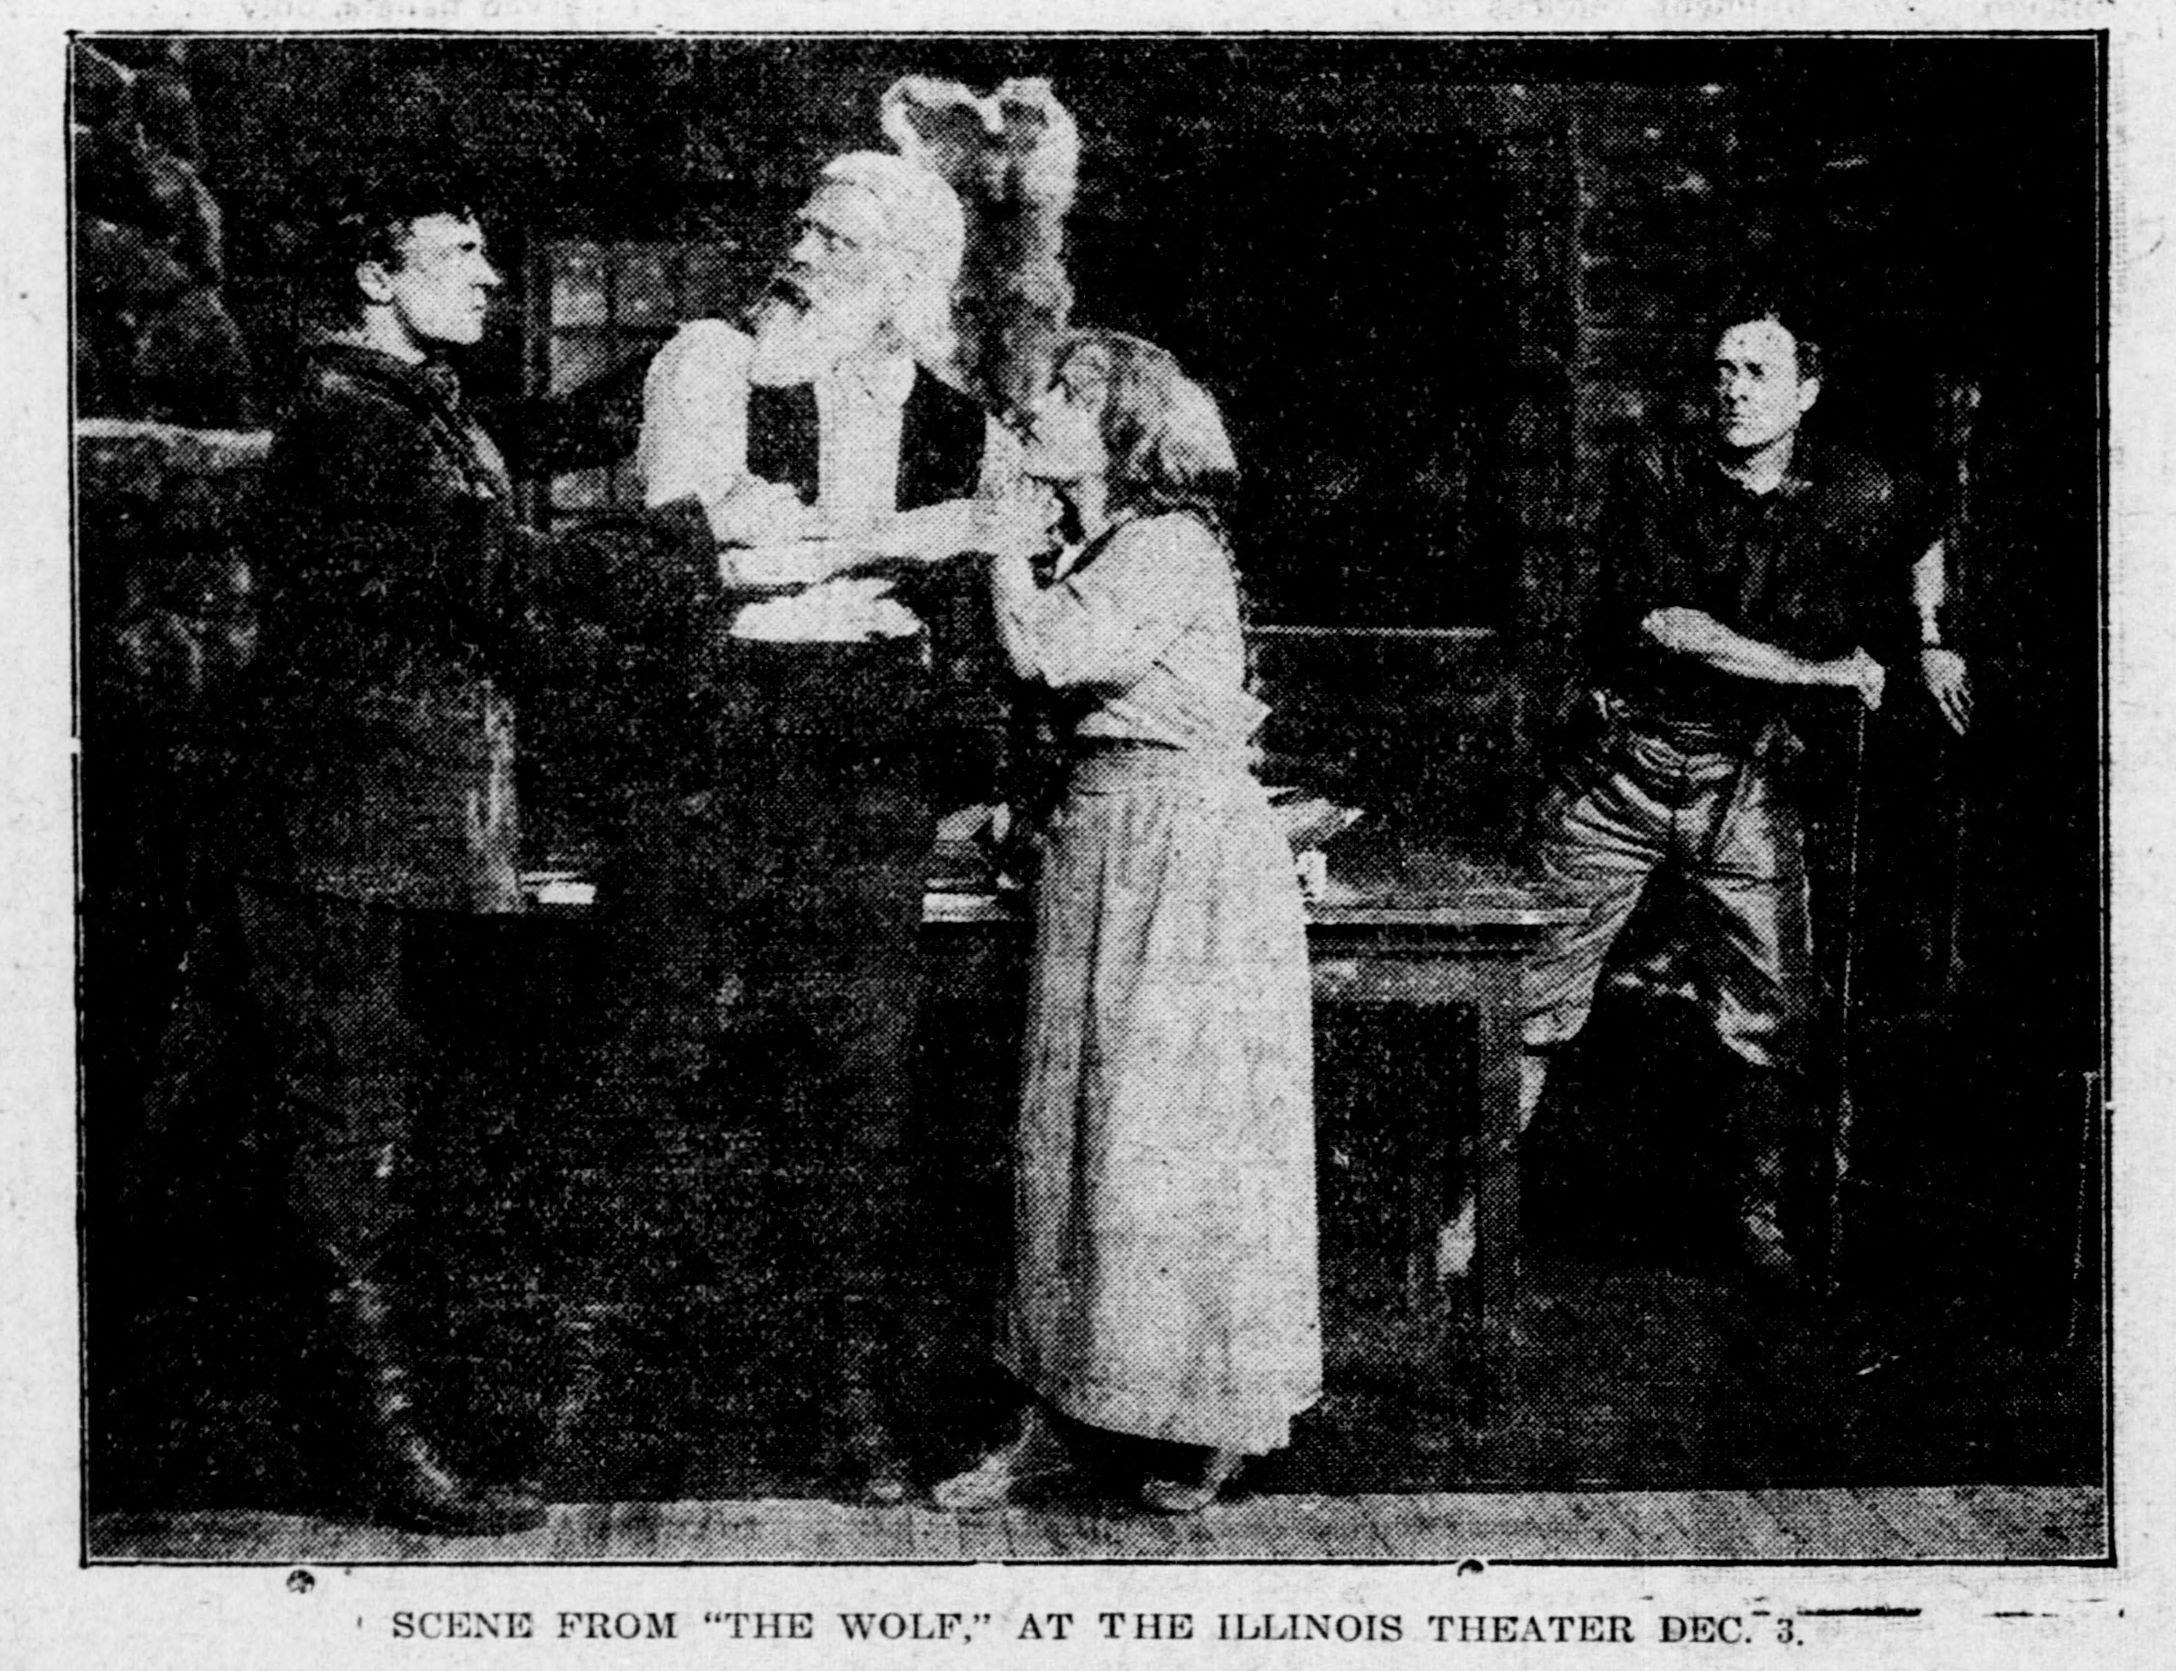 SCENE FROM "THE WOLF," AT THE ILLINOIS THEATER DEC. 3.